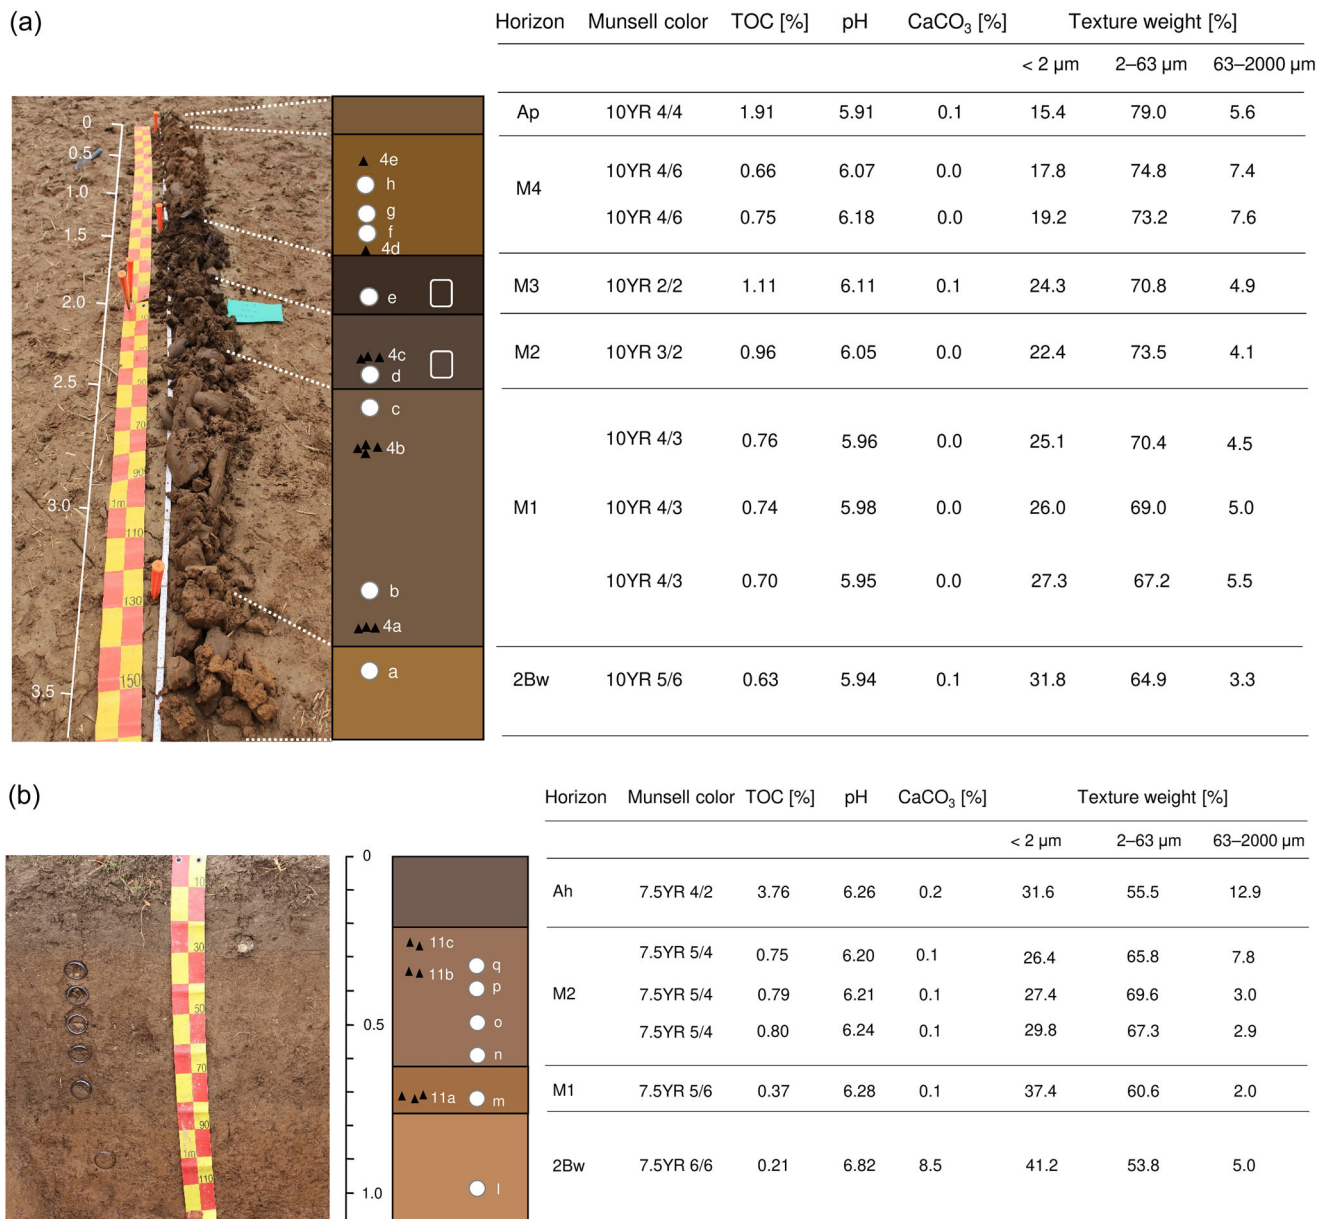 (a)
Horizon Munsell color TOC [%] pH CaCO₃ [%] Texture weight [%]
< 2 µm 2–63 µm 63–2000 µm
Ap 10YR 4/4 1.91 5.91 0.1 15.4 79.0 5.6
M4
10YR 4/6 0.66 6.07 0.0 17.8 74.8 7.4
10YR 4/6 0.75 6.18 0.0 19.2 73.2 7.6
M3 10YR 2/2 1.11 6.11 0.1 24.3 70.8 4.9
M2 10YR 3/2 0.96 6.05 0.0 22.4 73.5 4.1
10YR 4/3 0.76 5.96 0.0 25.1 70.4 4.5
M1 10YR 4/3 0.74 5.98 0.0 26.0 69.0 5.0
10YR 4/3 0.70 5.95 0.0 27.3 67.2 5.5
2Bw 10YR 5/6 0.63 5.94 0.1 31.8 64.9 3.3
0
0.5
1.0
1.5
2.0
2.5
3.0
3.5
70
90
1m
110
130
150
4e
h
g
f
4d
e
4c
d
c
4b
b
4a
a
(b)
Horizon Munsell color TOC [%] pH CaCO₃ [%] Texture weight [%]
< 2 µm 2–63 µm 63–2000 µm
Ah 7.5YR 4/2 3.76 6.26 0.2 31.6 55.5 12.9
7.5YR 5/4 0.75 6.20 0.1 26.4 65.8 7.8
M2 7.5YR 5/4 0.79 6.21 0.1 27.4 69.6 3.0
7.5YR 5/4 0.80 6.24 0.1 29.8 67.3 2.9
M1 7.5YR 5/6 0.37 6.28 0.1 37.4 60.6 2.0
2Bw 7.5YR 6/6 0.21 6.82 8.5 41.2 53.8 5.0
10
30
50
70
90
1m
110
0
0.5
1.0
11c
q
11b
p
o
n
11a
m
l